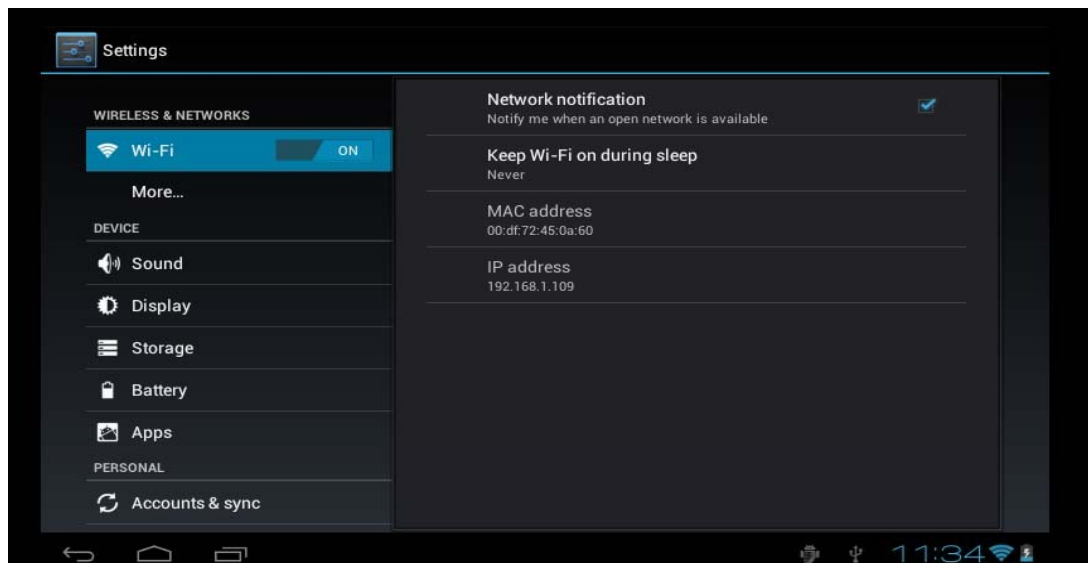 Settings
WIRELESS & NETWORKS
Wi-Fi
ON
More...
DEVICE
Sound
Display
Storage
Battery
Apps
PERSONAL
Accounts & sync
Network notification
Notify me when an open network is available
Keep Wi-Fi on during sleep
Never
MAC address
00:df:72:45:0a:60
IP address
192.168.1.109
11:34